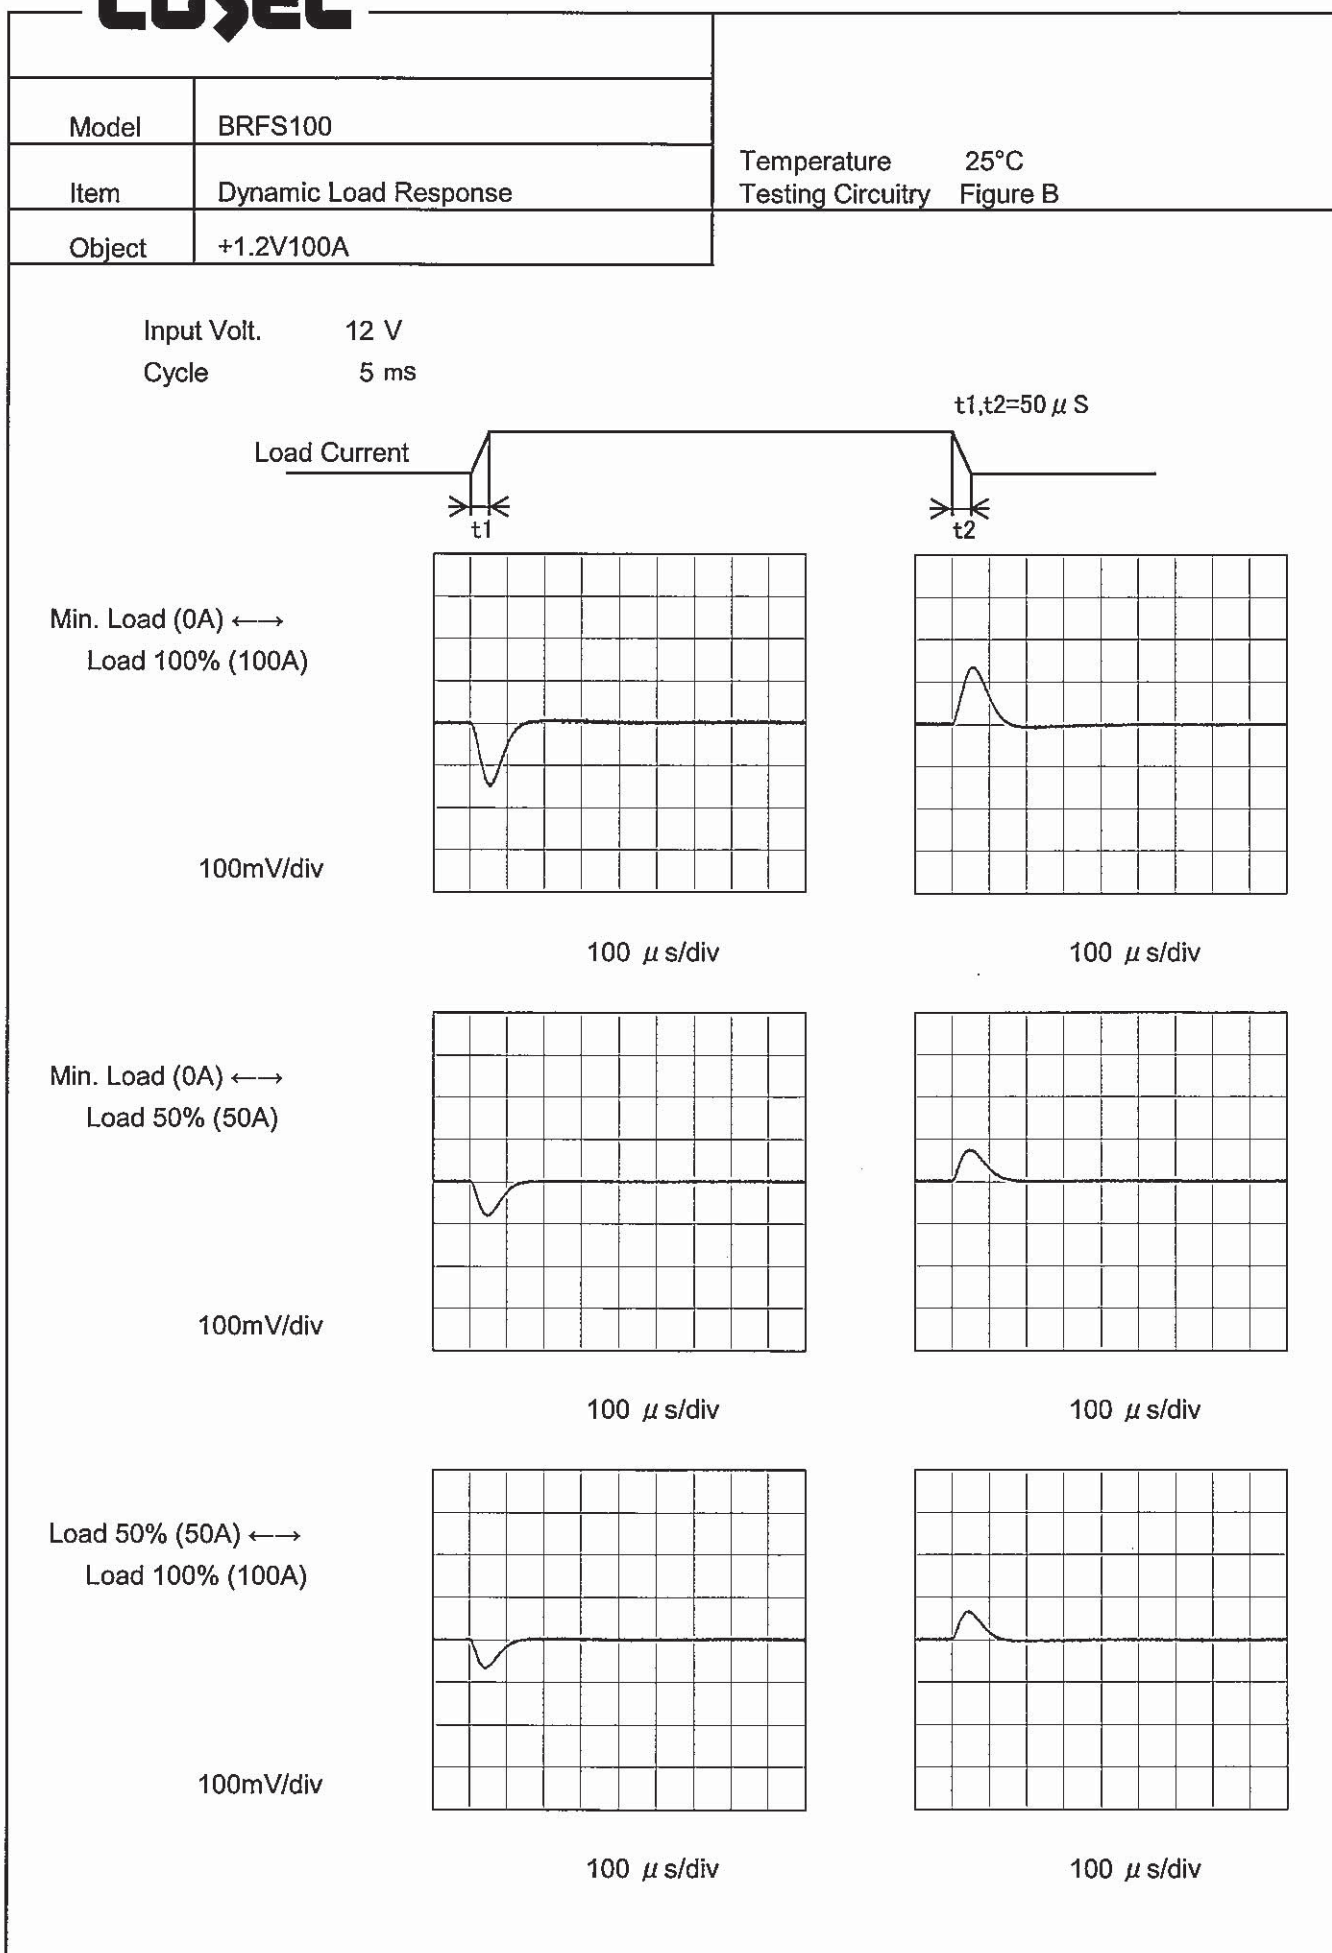 COSEL
Model BRFS100
Item Dynamic Load Response
Temperature 25°C
Testing Circuitry Figure B
Object +1.2V100A
Input Volt. 12 V
Cycle 5 ms
t1,t2=50 μ S
Load Current
t1 t2
Min. Load (0A) ←→
Load 100% (100A)
100mV/div
100 μ s/div 100 μ s/div
Min. Load (0A) ←→
Load 50% (50A)
100mV/div
100 μ s/div 100 μ s/div
Load 50% (50A) ←→
Load 100% (100A)
100mV/div
100 μ s/div 100 μ s/div